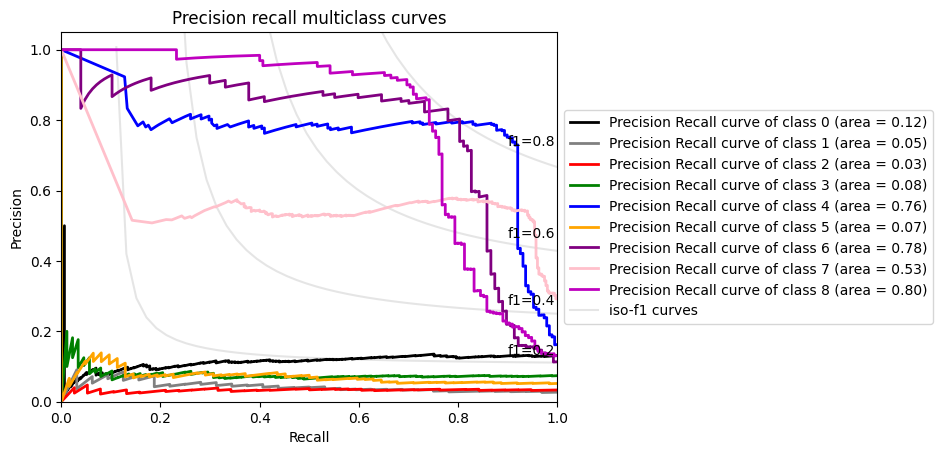 Precision recall multiclass curves
1.0
0.8
0.6
0.4
0.2
0.0
Precision
f1=0.8
f1=0.6
f1=0.4
f1=0.2
0.0 0.2 0.4 0.6 0.8 1.0
Recall
Precision Recall curve of class 0 (area = 0.12)
Precision Recall curve of class 1 (area = 0.05)
Precision Recall curve of class 2 (area = 0.03)
Precision Recall curve of class 3 (area = 0.08)
Precision Recall curve of class 4 (area = 0.76)
Precision Recall curve of class 5 (area = 0.07)
Precision Recall curve of class 6 (area = 0.78)
Precision Recall curve of class 7 (area = 0.53)
Precision Recall curve of class 8 (area = 0.80)
iso-f1 curves